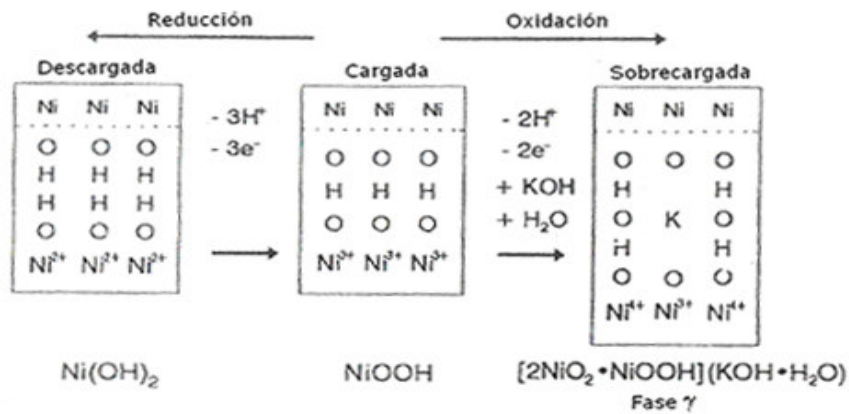 Reducción
Oxidación
Descargada
Cargada
Sobrecargada
Ni Ni Ni
O O O
H H H
H H H
O O O
Ni²⁺ Ni²⁺ Ni²⁺
Ni(OH)₂
- 3H⁺
- 3e⁻
Ni Ni Ni
O O O
H H H
O O O
Ni³⁺ Ni³⁺ Ni³⁺
NiOOH
- 2H⁺
- 2e⁻
+ KOH
+ H₂O
Ni Ni Ni
O O O
H H
O K O
H H
O O O
Ni⁴⁺ Ni³⁺ Ni⁴⁺
[2NiO₂•NiOOH](KOH•H₂O)
Fase γ